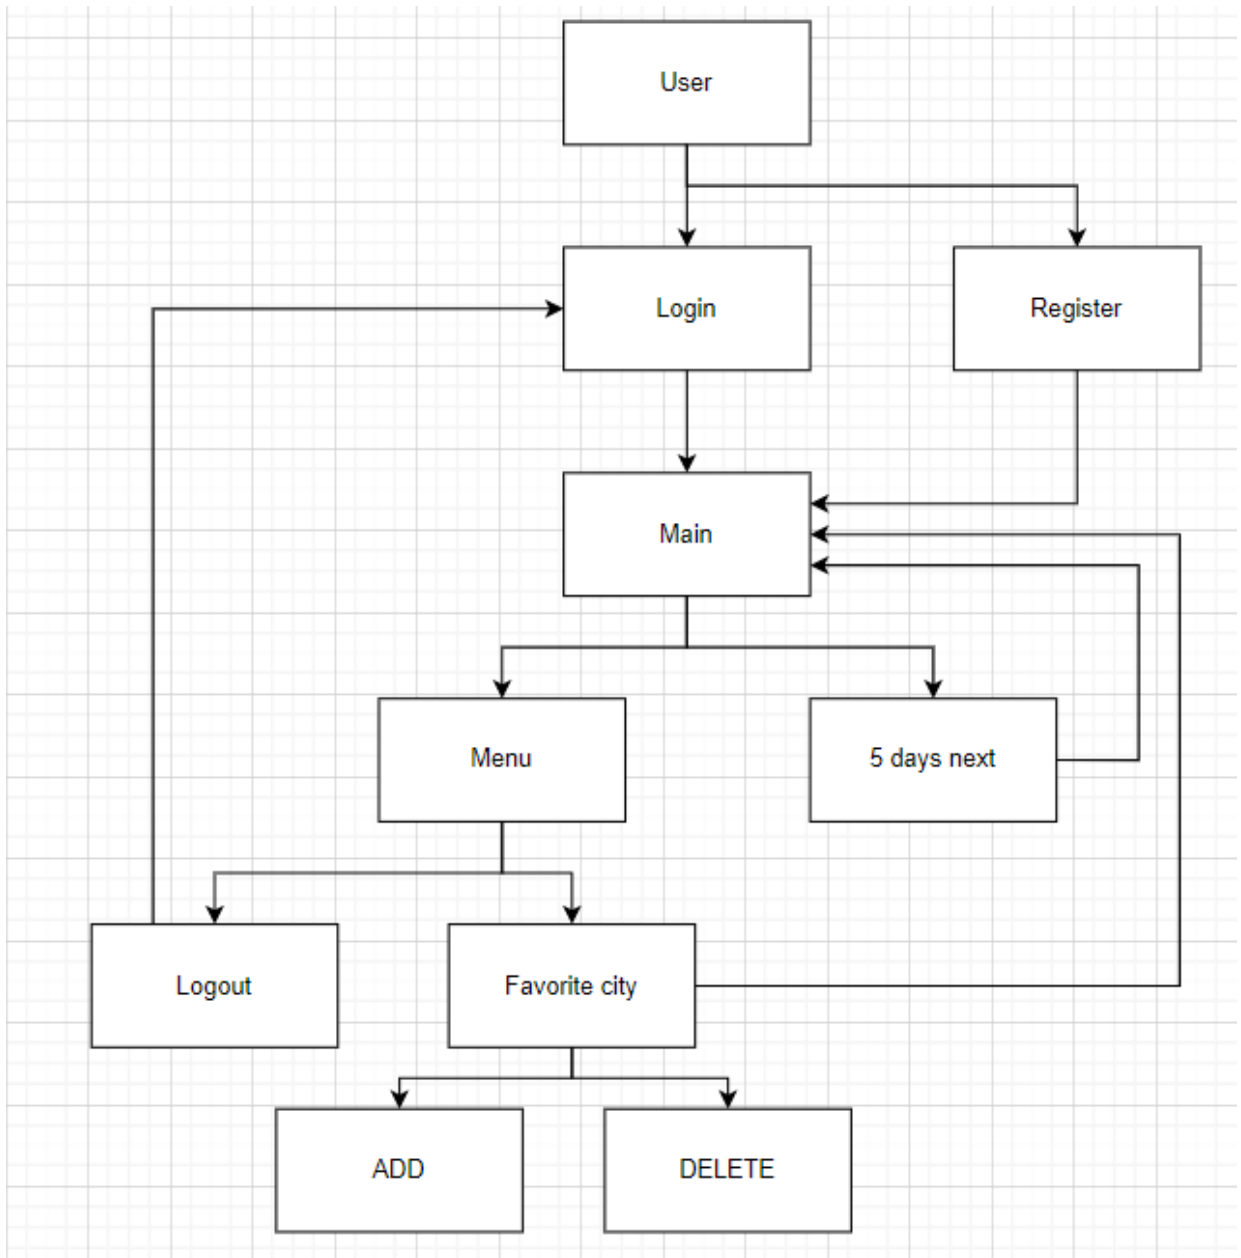 User
Login
Register
Main
Menu
5 days next
Logout
Favorite city
ADD
DELETE